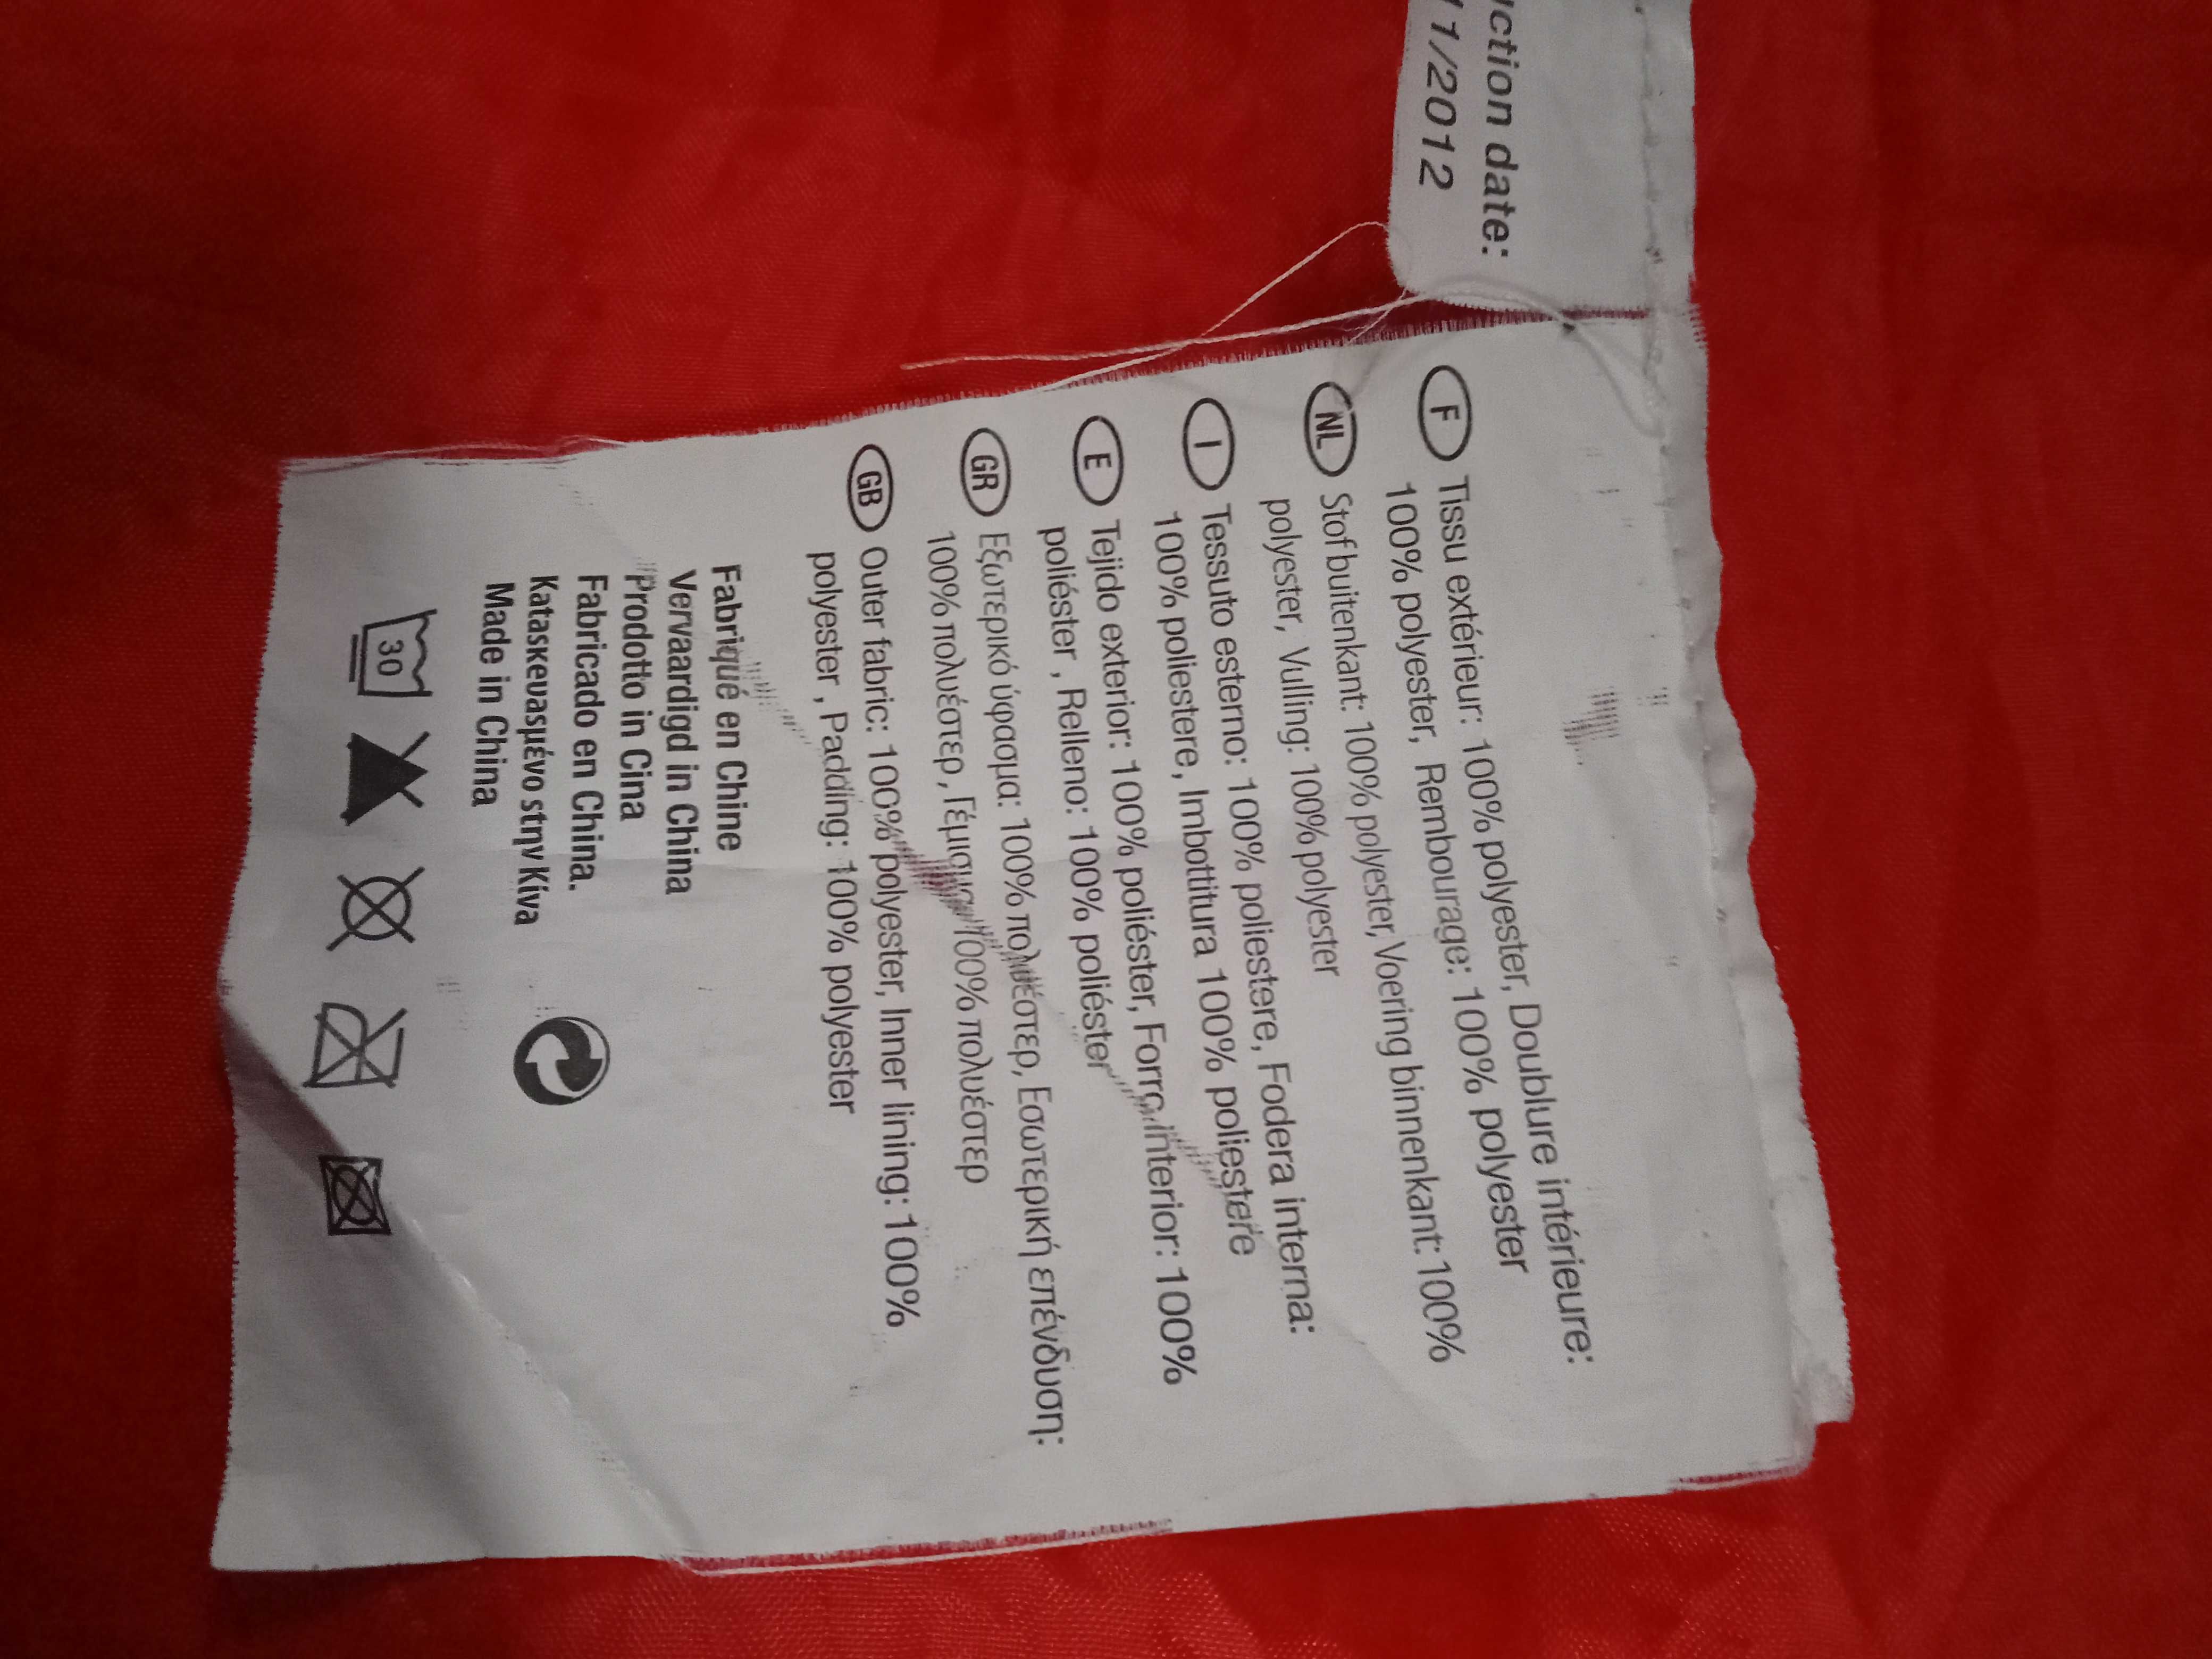 uction date:
11/2012
F Tissu extérieur: 100% polyester, Doublure intérieure:
100% polyester, Rembourage: 100% polyester
NL Stof buitenkant: 100% polyester, Voering binnenkant: 100%
polyester, Vulling: 100% polyester
I Tessuto esterno: 100% poliestere, Fodera interna:
100% poliestere, Imbottitura 100% poliestere
E Tejido exterior: 100% poliéster, Forro interior: 100%
poliéster , Relleno: 100% poliéster
GR Εξωτερικό ύφασμα: 100% πολυέστερ, Εσωτερική επένδυση:
100% πολυέστερ , Γέμισμα 100% πολυέστερ
GB Outer fabric: 100% polyester, Inner lining: 100%
polyester , Padding: 100% polyester
Fabriqué en Chine
Vervaardigd in China
Prodotto in Cina
Fabricado en China.
Kataskευασμένο στην Κίνα
Made in China
30